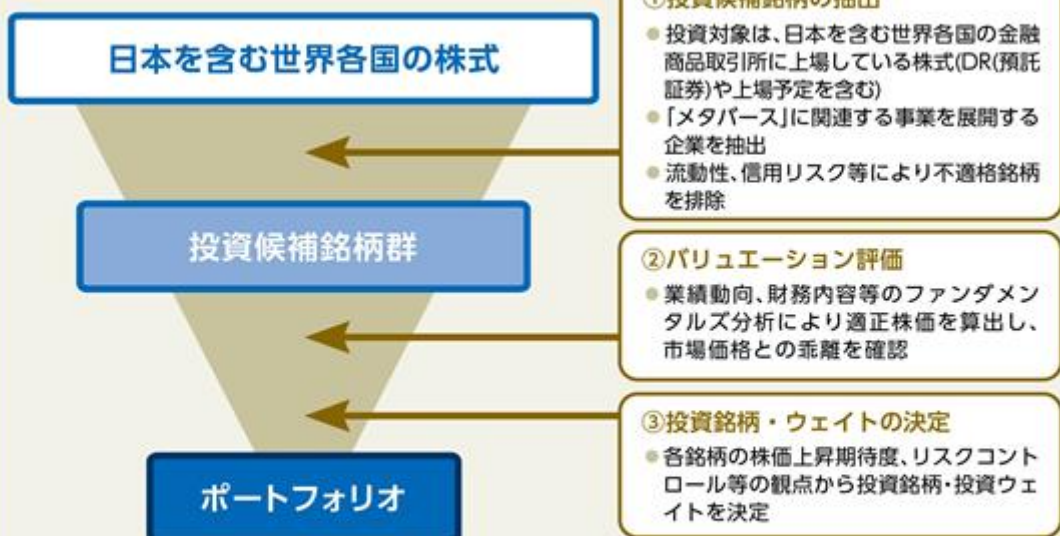 日本を含む世界各国の株式
投資候補銘柄群
ポートフォリオ
①投資候補銘柄の抽出
●投資対象は、日本を含む世界各国の金融
商品取引所に上場している株式(DR(預託
証券)や上場予定を含む)
●「メタバース」に関連する事業を展開する
企業を抽出
●流動性、信用リスク等により不適格銘柄
を排除
②バリュエーション評価
●業績動向、財務内容等のファンダメン
タルズ分析により適正株価を算出し、
市場価格との乖離を確認
③投資銘柄・ウェイトの決定
●各銘柄の株価上昇期待度、リスクコント
ロール等の観点から投資銘柄・投資ウェ
イトを決定